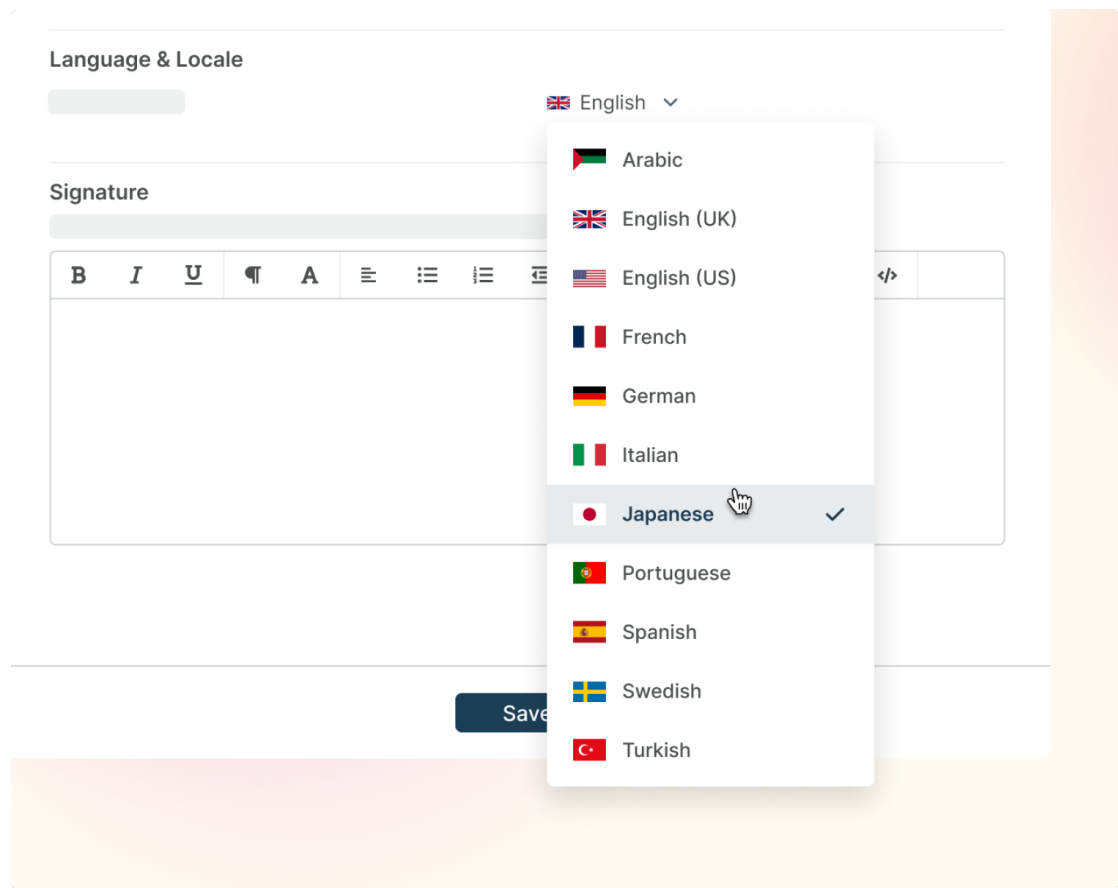 Language & Locale
English
Arabic
Signature
English (UK)
B I U ¶ A </>
English (US)
French
German
Italian
Japanese
Portuguese
Spanish
Swedish
Save
Turkish